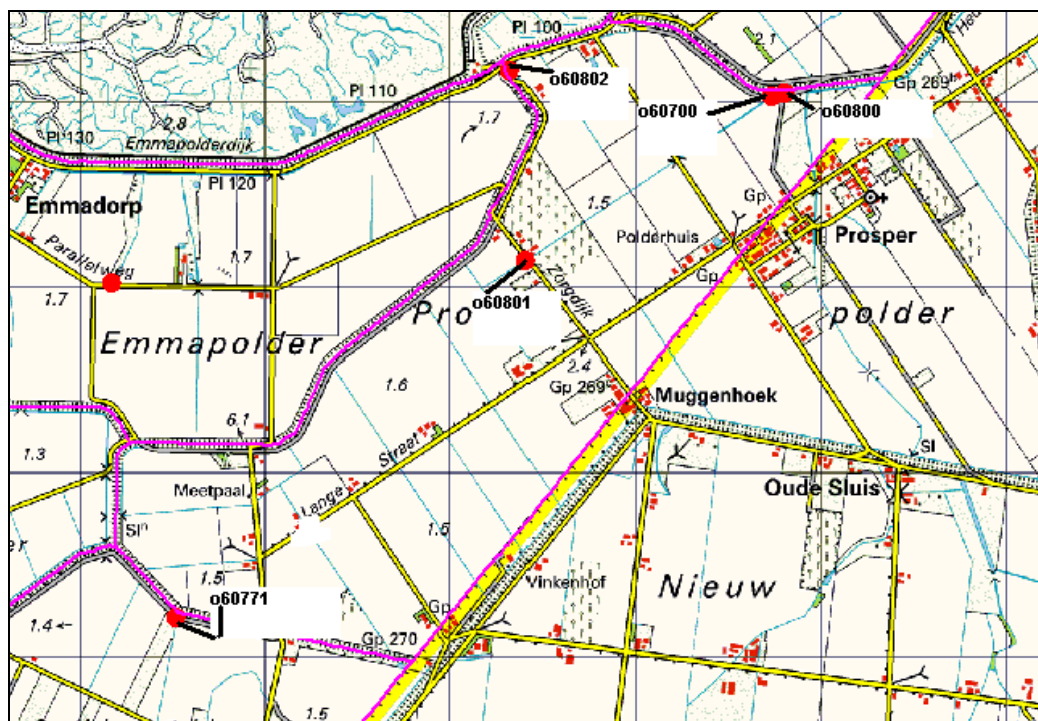 Pl 100
2.1
Gp 269
o60802
Pl 110
o60700
o60800
Pl 130
2.8
Emmapolderdijk
1.7
Pl 120
Emmadorp
Gp
1.5
Polderhuis
Prosper
Parallelweg
1.7
Zorgdijk
Gp
1.7
o60801
Pro
polder
Emmapolder
2.4
1.6
Gp 269
Muggenhoek
6.1
Straat
Sl
1.3
Meetpaal
Oude Sluis
Lange
Slⁿ
1.5
1.5
Vinkenhof
Nieuw
o60771
Gp
1.4
Gp 270
1.5